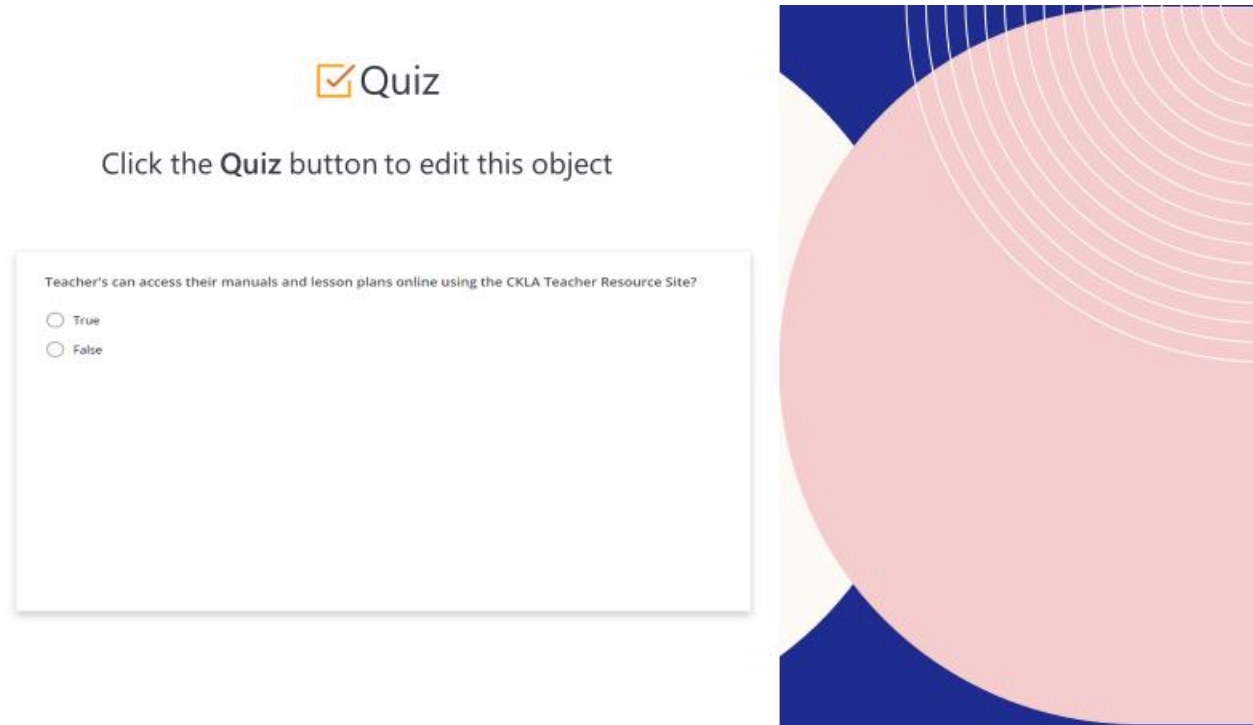 Quiz
Click the Quiz button to edit this object
Teacher's can access their manuals and lesson plans online using the CKLA Teacher Resource Site?
True
False